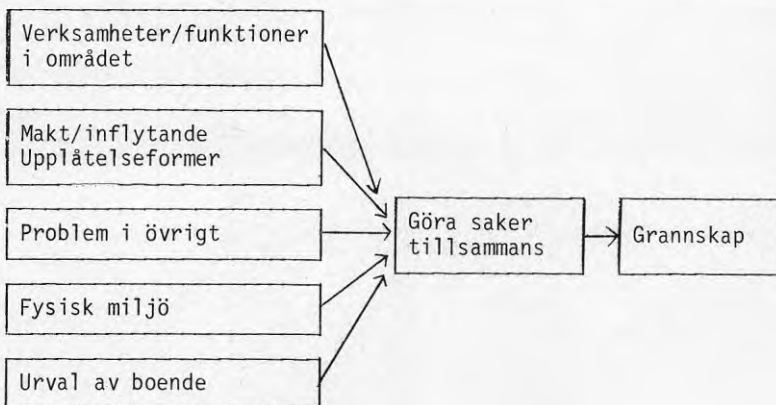 Verksamheter/funktioner
i området
Makt/inflytande
Upplåtelseformer
Problem i övrigt
Fysisk miljö
Urval av boende
Göra saker
tillsammans
Grannskap